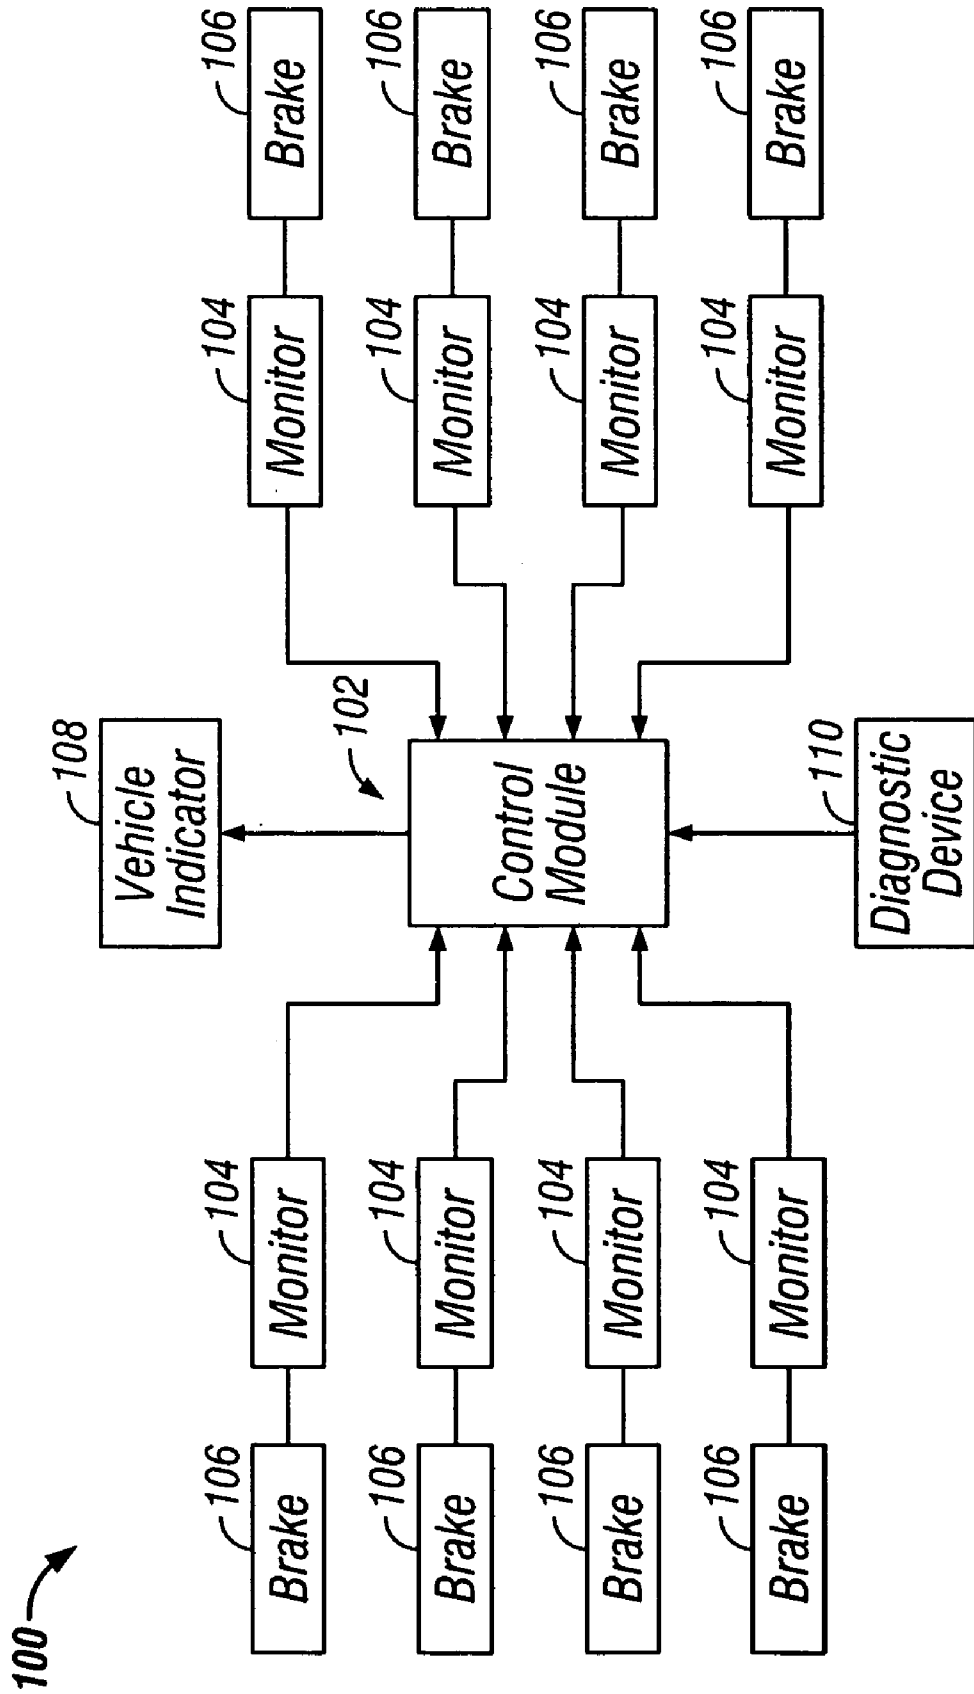 100
108
Vehicle
Indicator
106
Brake
104
Monitor
104
Monitor
106
Brake
106
Brake
104
Monitor
102
Control
Module
104
Monitor
106
Brake
106
Brake
104
Monitor
104
Monitor
106
Brake
106
Brake
104
Monitor
104
Monitor
106
Brake
110
Diagnostic
Device